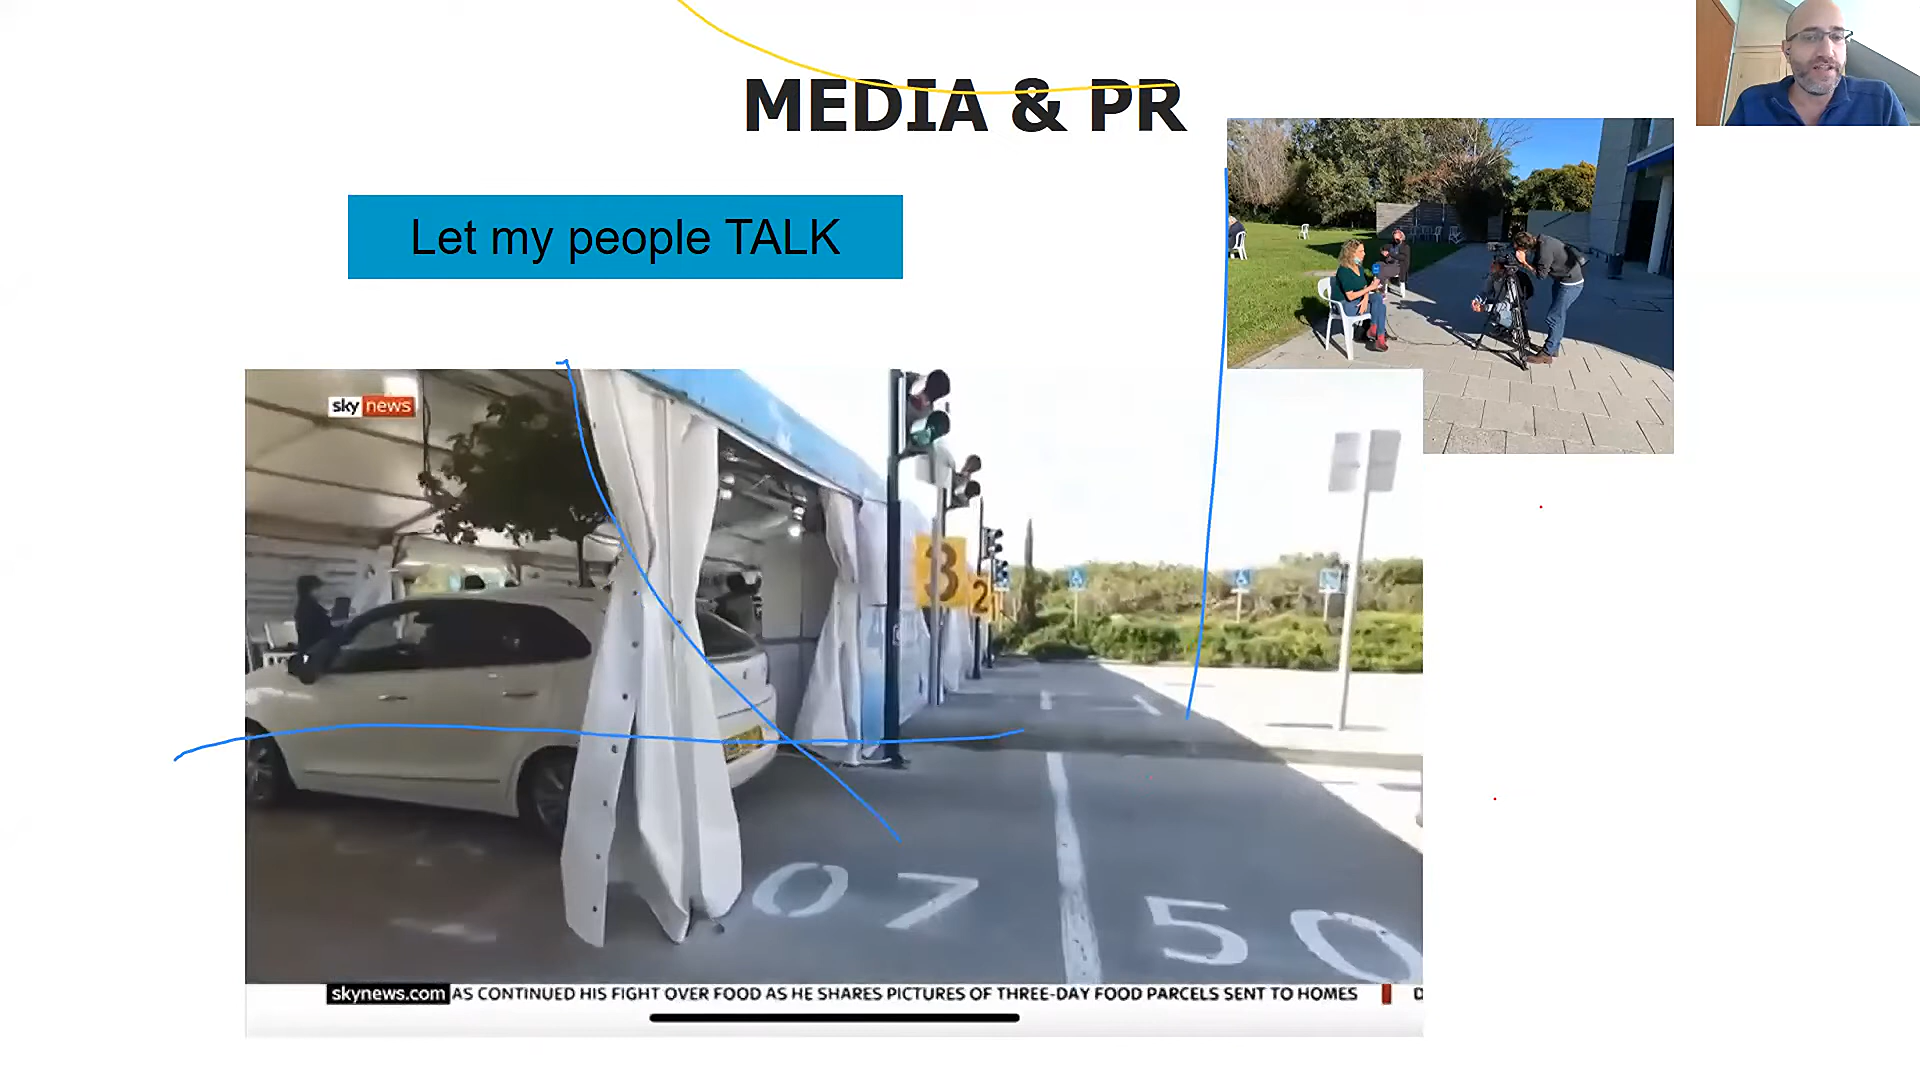 MEDIA & PR
Let my people TALK
sky news
3
2
07
50
skynews.com AS CONTINUED HIS FIGHT OVER FOOD AS HE SHARES PICTURES OF THREE-DAY FOOD PARCELS SENT TO HOMES